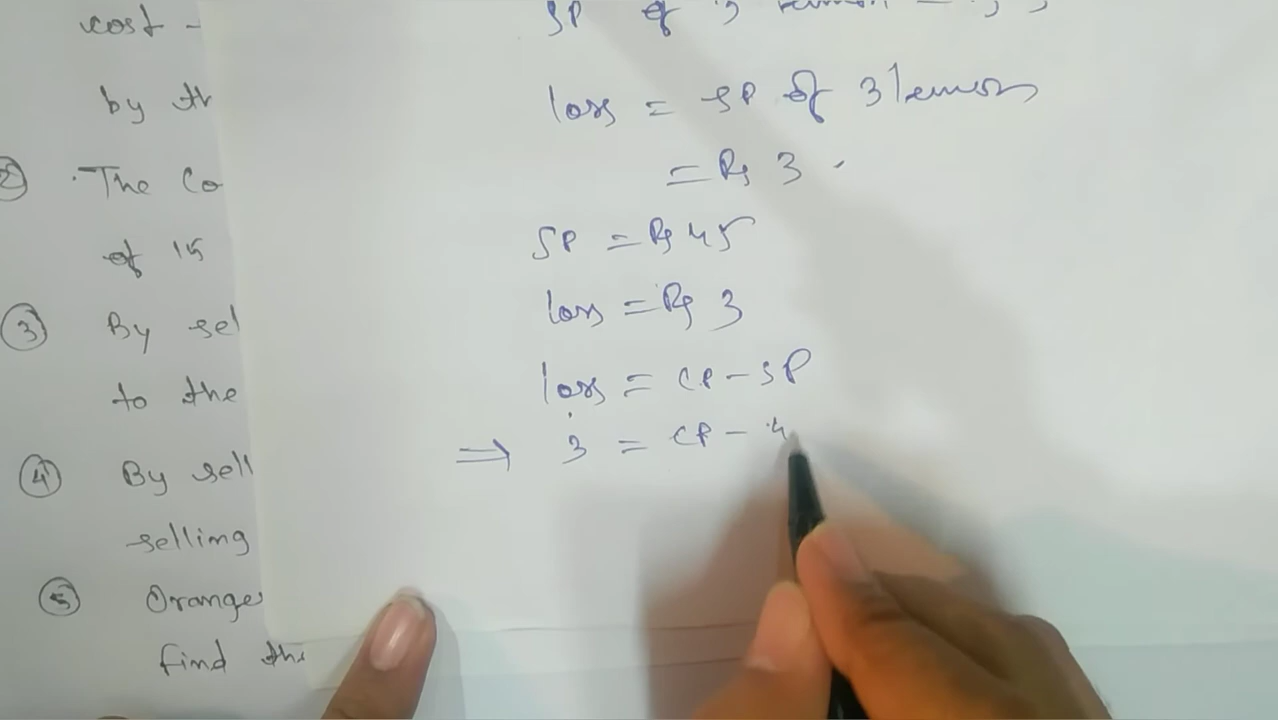 cost -
by th
② The Co
of 15
③ By sel
to the
④ By sell
selling
⑤ Oranges
find the
SP of
loss = SP of 3 lemons
= Rs 3
SP = Rs 45
loss = Rs 3
loss = CP - SP
⇒ 3 = CP - 4